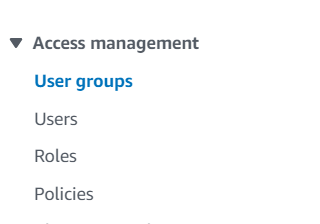 Access management
User groups
Users
Roles
Policies